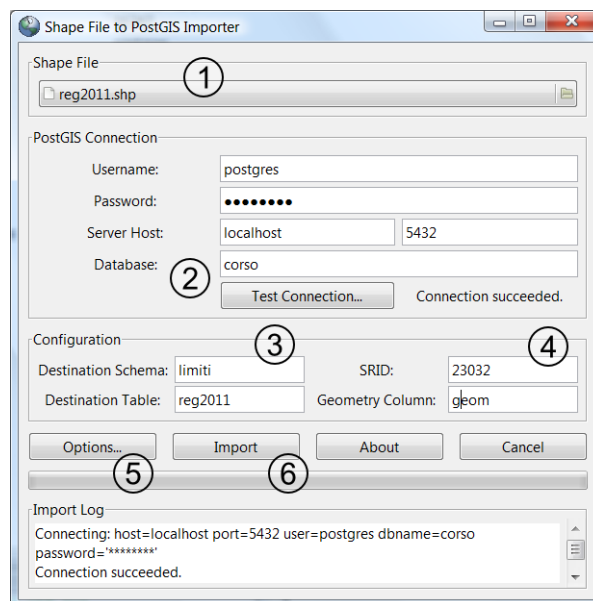 Shape File to PostGIS Importer
Shape File
1
reg2011.shp
PostGIS Connection
Username: postgres
Password: ●●●●●●●●
Server Host: localhost 5432
Database: corso
2
Test Connection... Connection succeeded.
Configuration
3 4
Destination Schema: limiti SRID: 23032
Destination Table: reg2011 Geometry Column: geom
Options... Import About Cancel
5 6
Import Log
Connecting: host=localhost port=5432 user=postgres dbname=corso
password='********'
Connection succeeded.